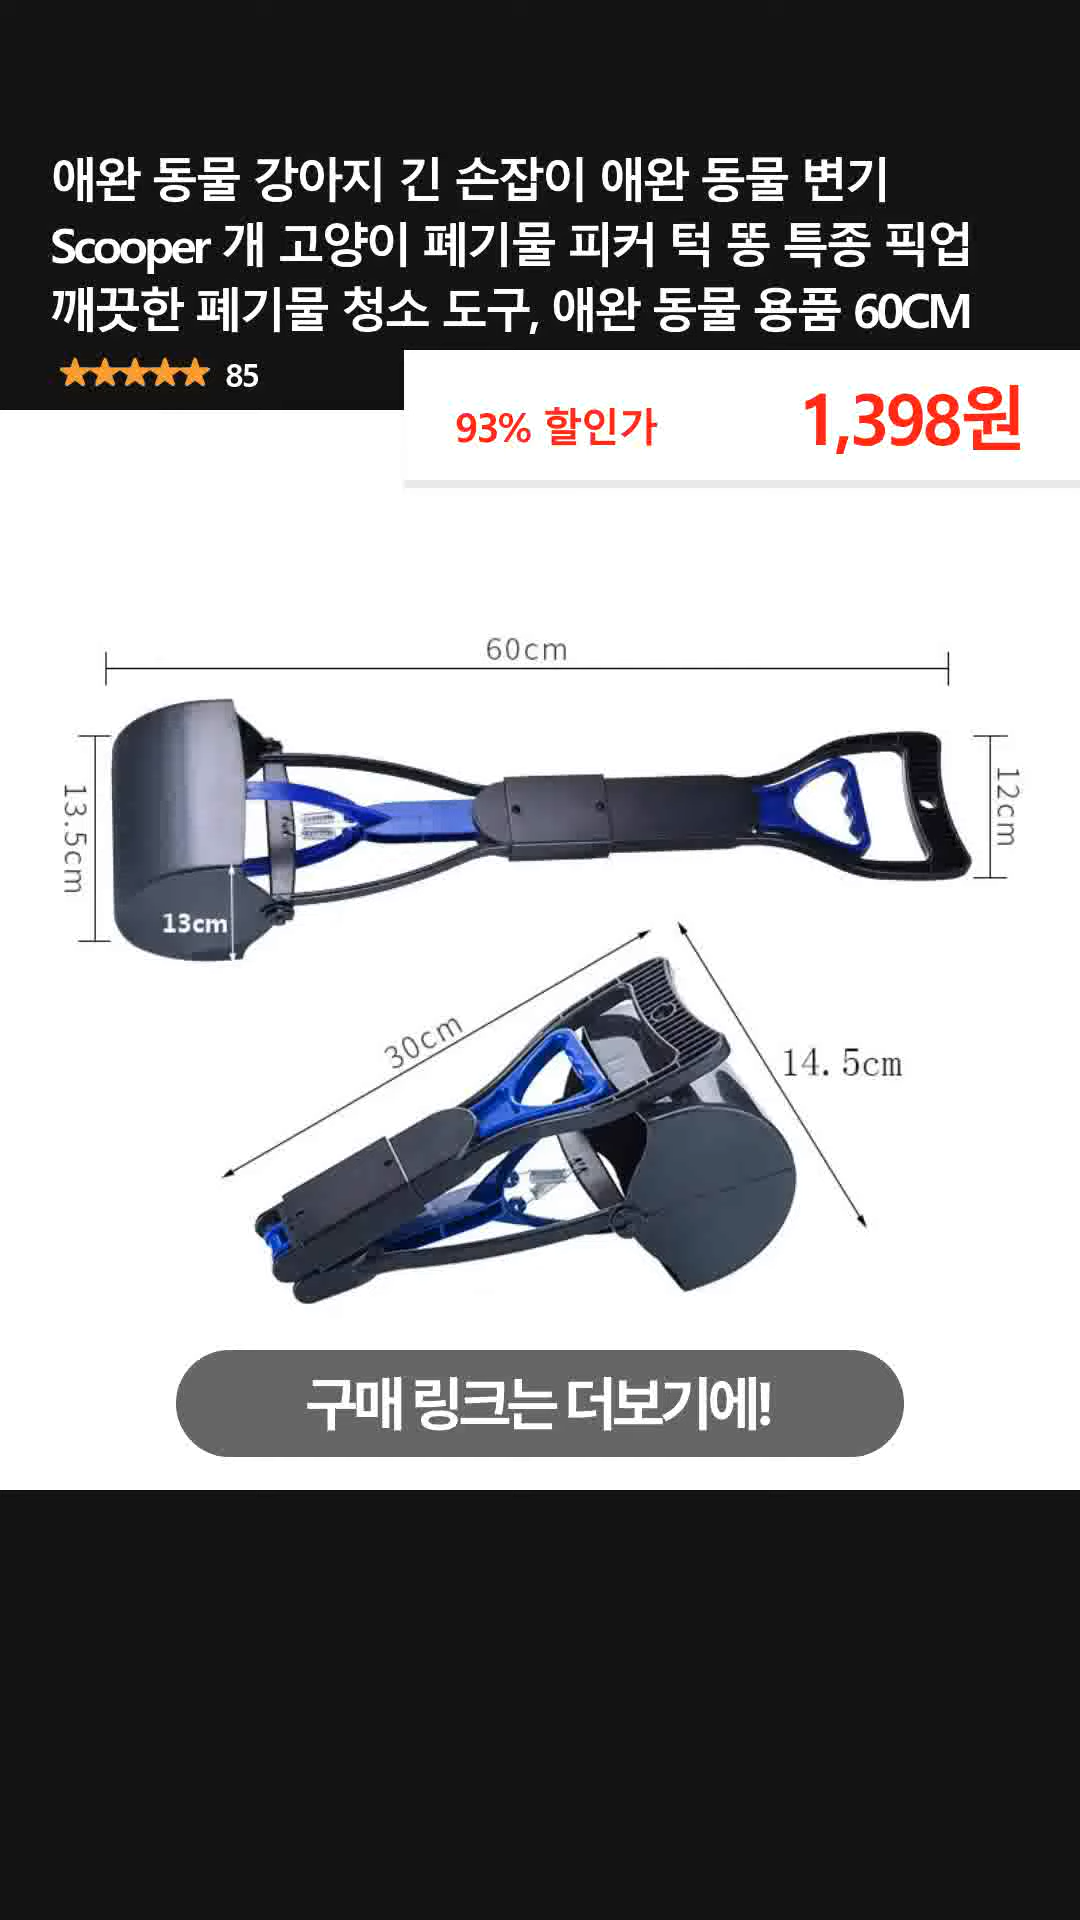 애완 동물 강아지 긴 손잡이 애완 동물 변기
Scooper 개 고양이 폐기물 피커 턱 똥 특종 픽업
깨끗한 폐기물 청소 도구, 애완 동물 용품 60CM
85
93% 할인가 1,398원
60cm
13.5cm
12cm
13cm
30cm
14.5cm
구매 링크는 더보기에!